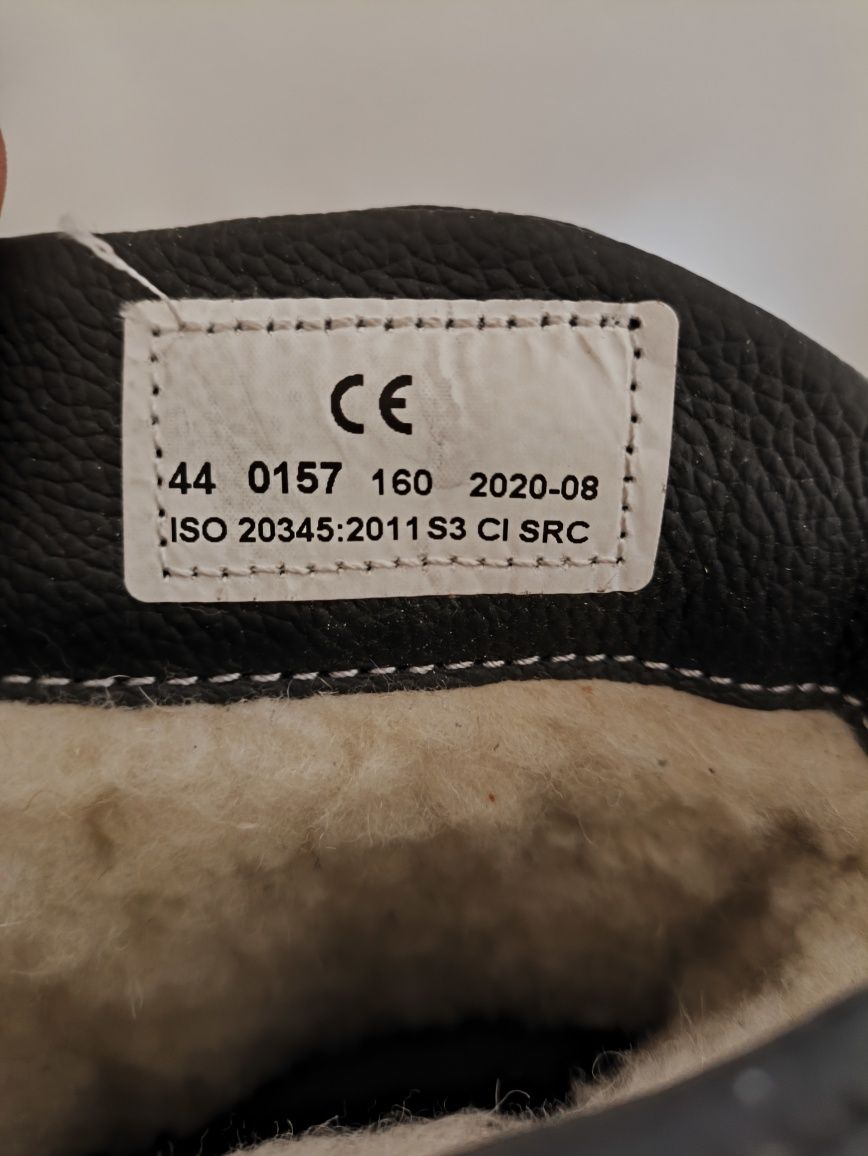 CE
44 0157 160 2020-08
ISO 20345:2011 S3 CI SRC